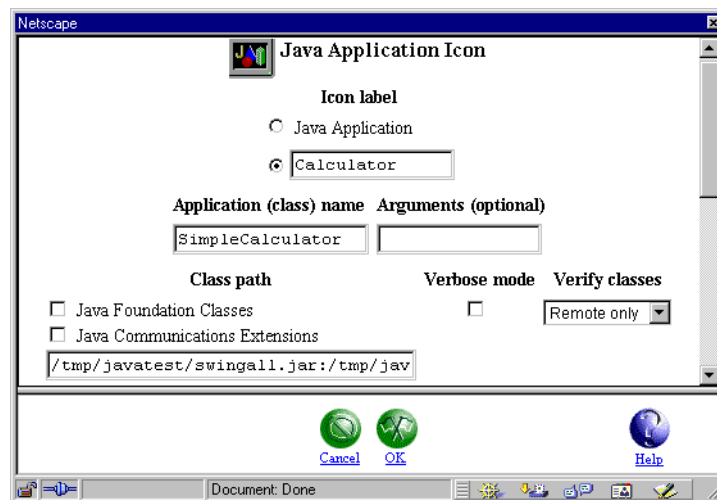 Netscape
Java Application Icon
Icon label
Java Application
Calculator
Application (class) name Arguments (optional)
SimpleCalculator
Class path Verbose mode Verify classes
Java Foundation Classes
Remote only
Java Communications Extensions
/tmp/javatest/swingall.jar:/tmp/jav
Cancel OK Help
Document: Done